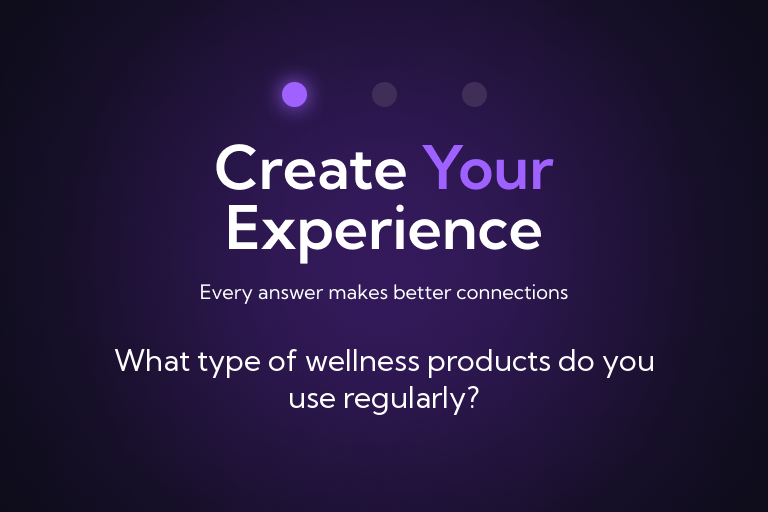 Create Your
Experience
Every answer makes better connections
What type of wellness products do you
use regularly?